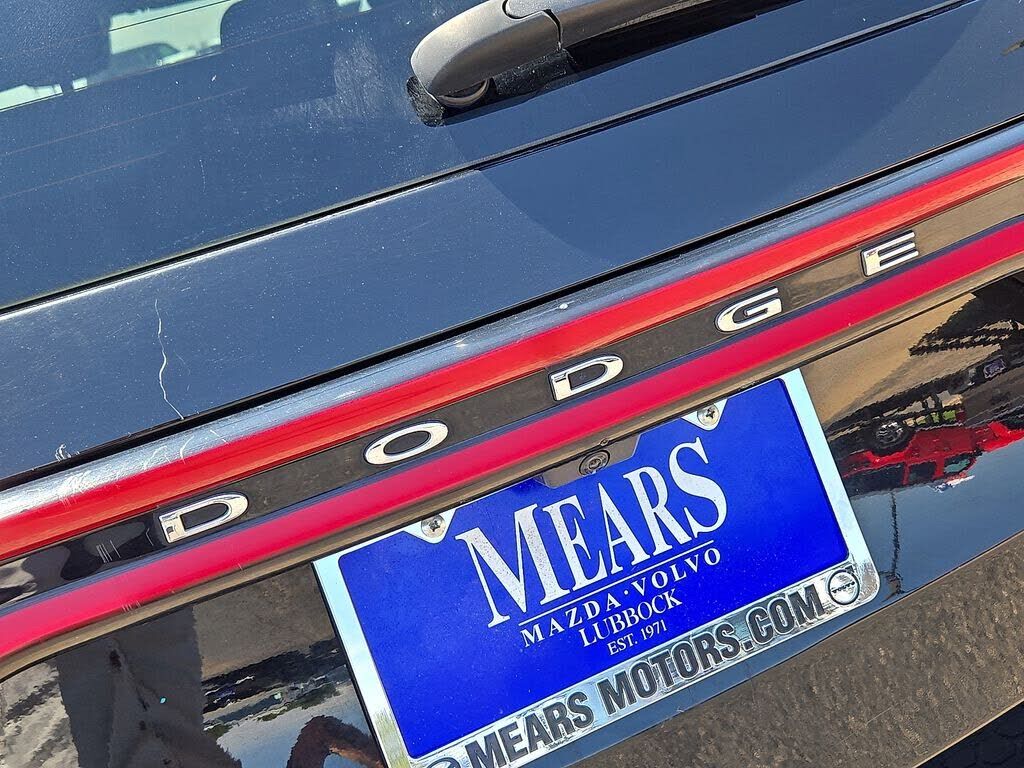 DODGE
MEARS
MAZDA·VOLVO
LUBBOCK
EST. 1971
MEARS MOTORS.COM